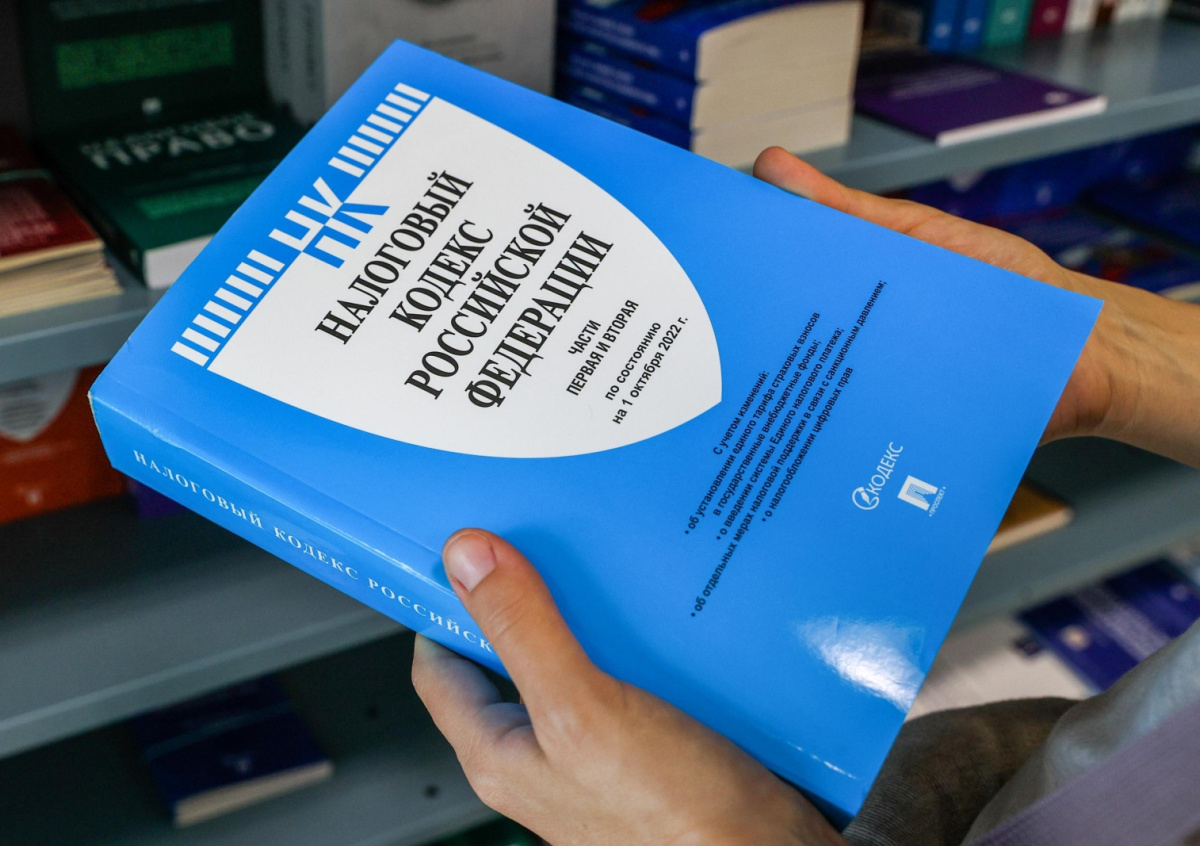 НАЛОГОВЫЙ
КОДЕКС
РОССИЙСКОЙ
ФЕДЕРАЦИИ
ЧАСТИ
ПЕРВАЯ И ВТОРАЯ
по состоянию
на 1 октября 2022 г.
С учетом изменений:
• об установлении единого тарифа страховых взносов
в государственные внебюджетные фонды;
• о введении системы Единого налогового платежа;
• об отдельных мерах налоговой поддержки в связи с санкционным давлением;
• о налогообложении цифровых прав
КОДЕКС
• ПРОСПЕКТ •
НАЛОГОВЫЙ КОДЕКС РОССИЙСК
НАЛОГОВОЕ
ПРАВО